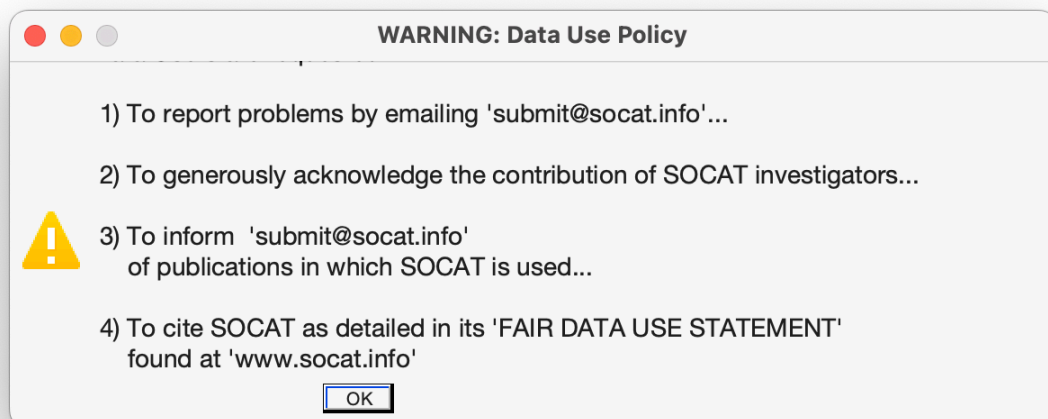 WARNING: Data Use Policy
1) To report problems by emailing 'submit@socat.info'...
2) To generously acknowledge the contribution of SOCAT investigators...
3) To inform  'submit@socat.info'
of publications in which SOCAT is used...
4) To cite SOCAT as detailed in its 'FAIR DATA USE STATEMENT'
found at 'www.socat.info'
OK